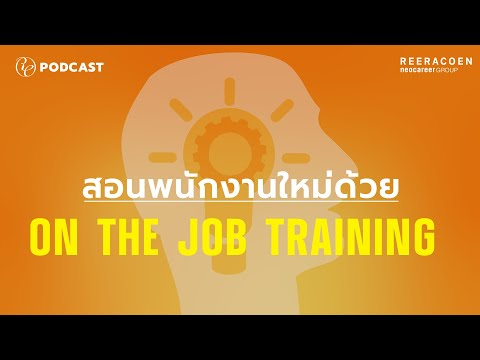 PODCAST
REERACOEN
neocareer GROUP
สอนพนักงานใหม่ด้วย
ON THE JOB TRAINING